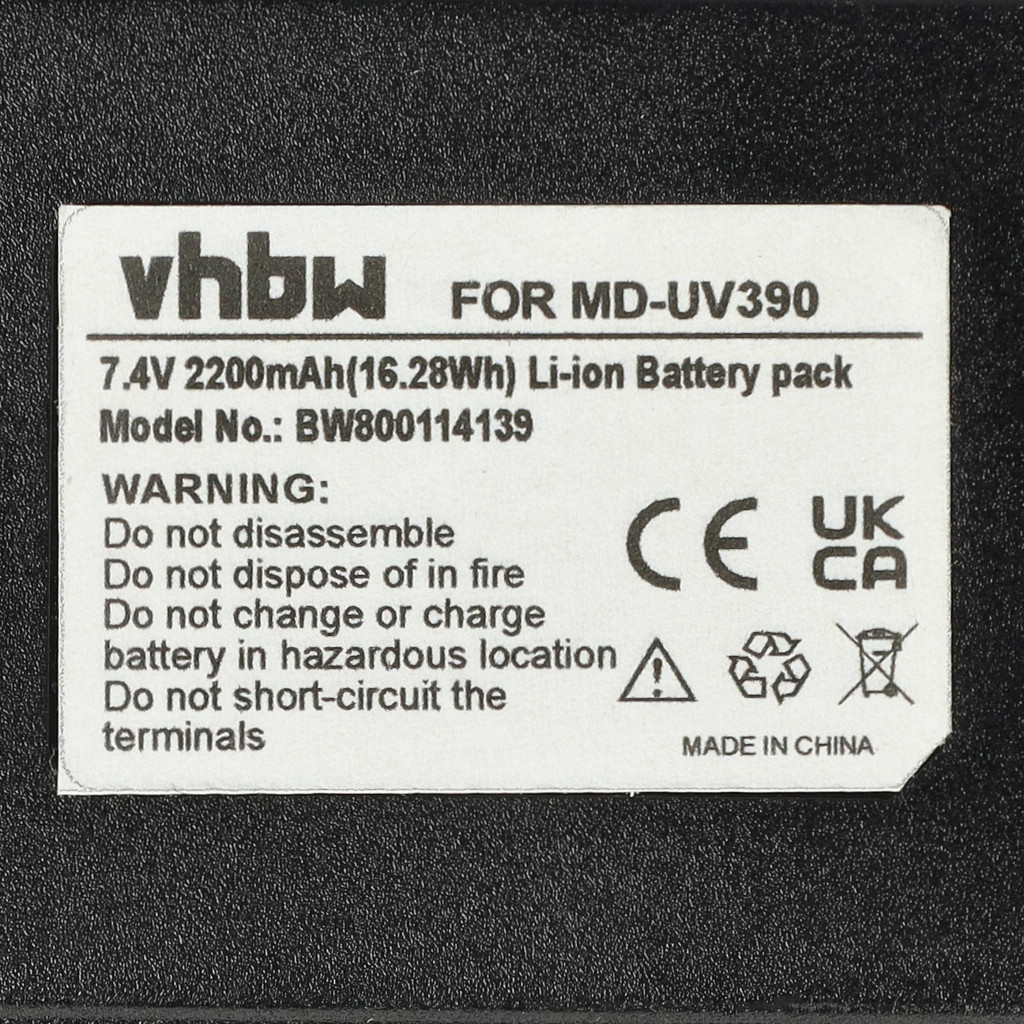 vhbw FOR MD-UV390
7.4V 2200mAh(16.28Wh) Li-ion Battery pack
Model No.: BW800114139
WARNING:
Do not disassemble
Do not dispose of in fire
Do not change or charge
battery in hazardous location
Do not short-circuit the
terminals
CE
UK
CA
MADE IN CHINA